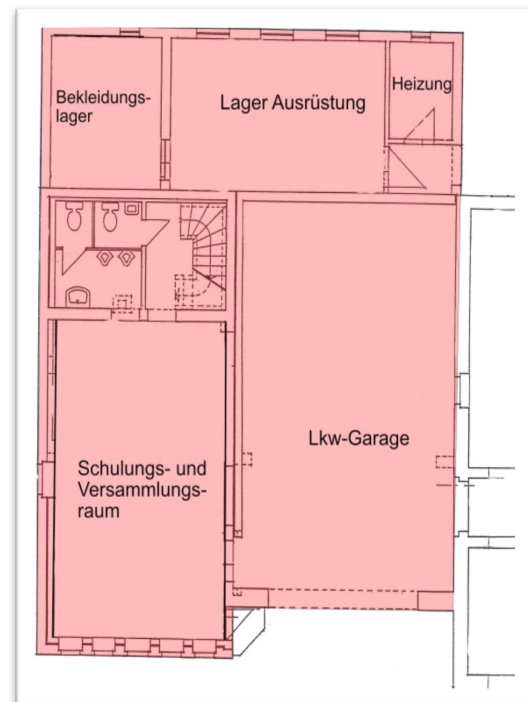 Bekleidungs-
lager
Lager Ausrüstung
Heizung
Lkw-Garage
Schulungs- und
Versammlungs-
raum